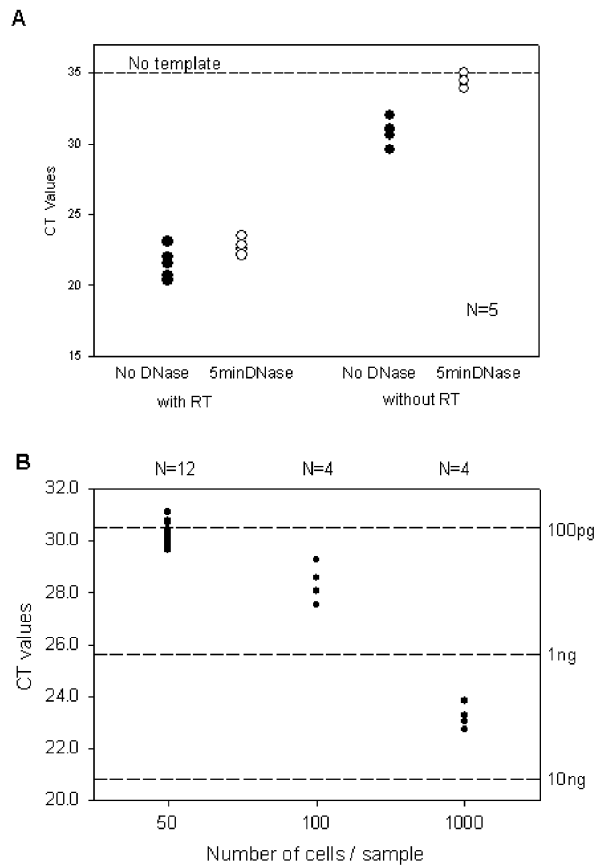 A
No template
35
30
25
20
15
CT Values
N=5
No DNase
5minDNase
No DNase
5minDNase
with RT
without RT
B
N=12
N=4
N=4
32.0
30.0
28.0
26.0
24.0
22.0
20.0
CT values
100pg
1ng
10ng
50
100
1000
Number of cells / sample